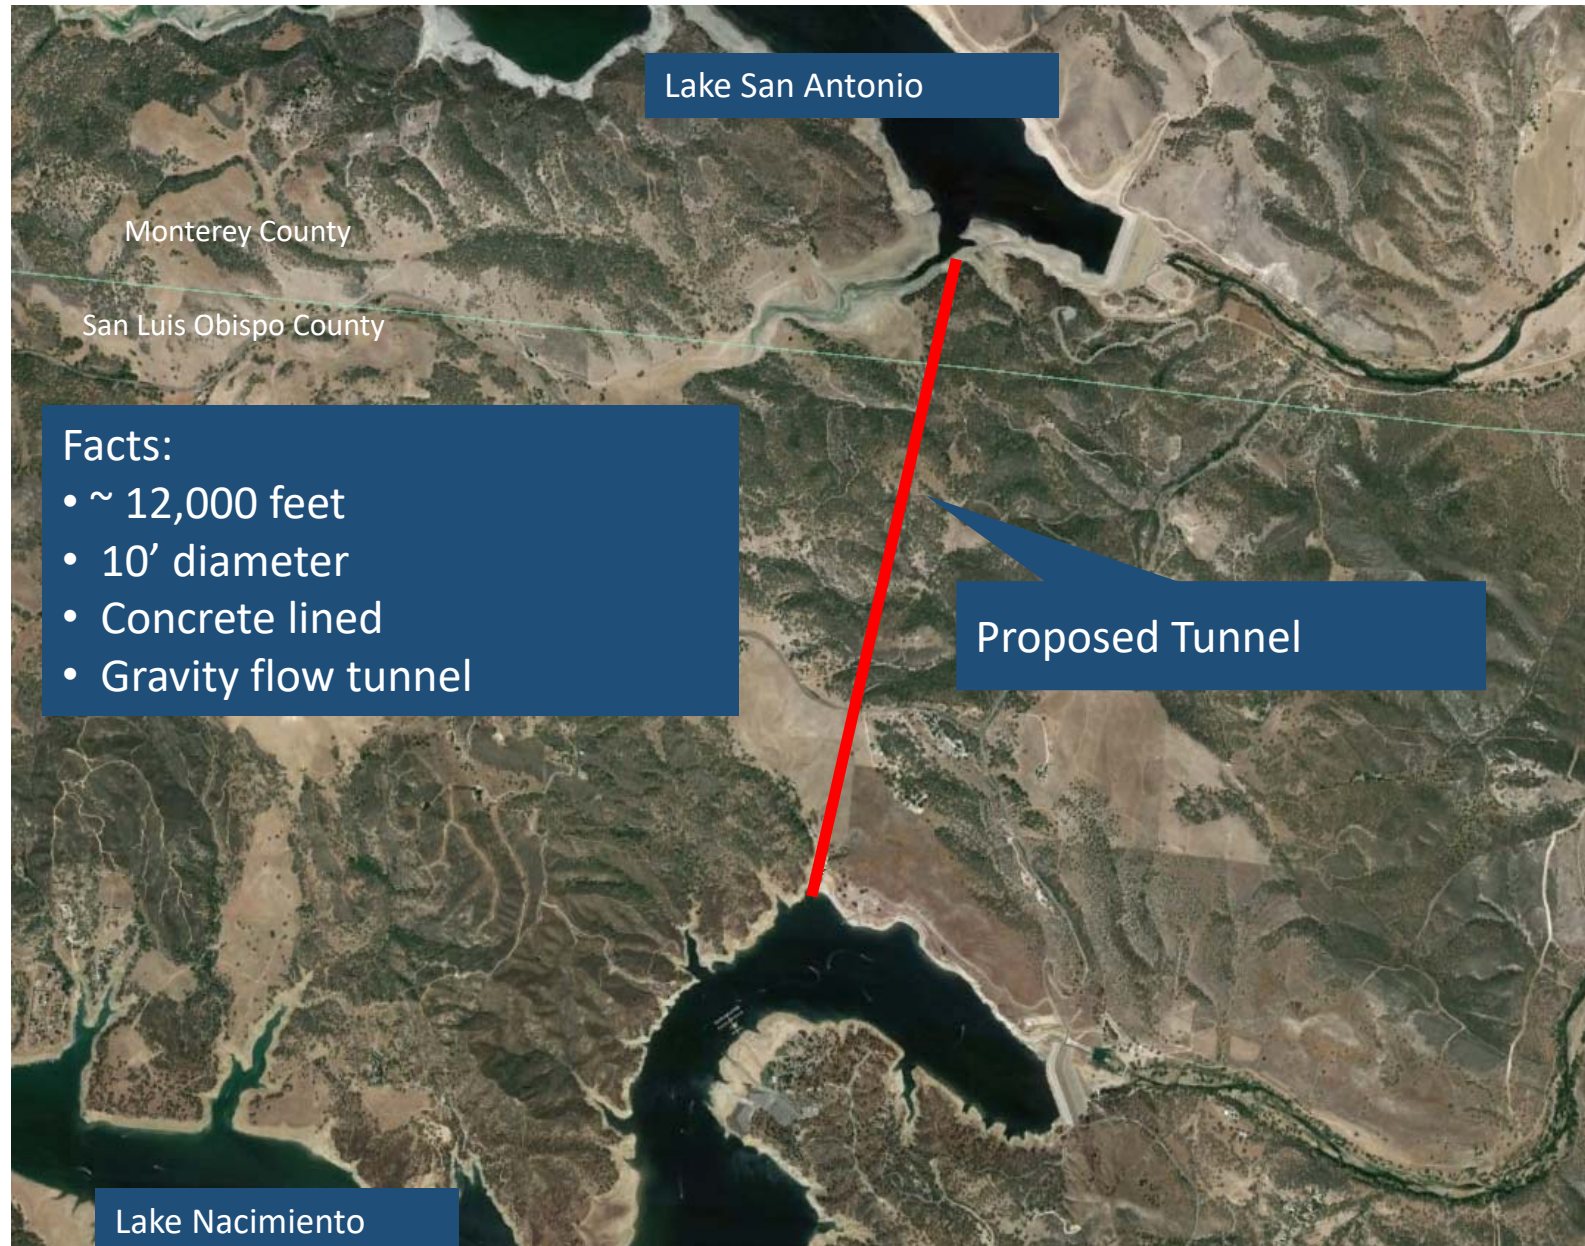 Lake San Antonio
Monterey County
San Luis Obispo County
Facts:
• ~ 12,000 feet
• 10’ diameter
• Concrete lined
• Gravity flow tunnel
Proposed Tunnel
Lake Nacimiento